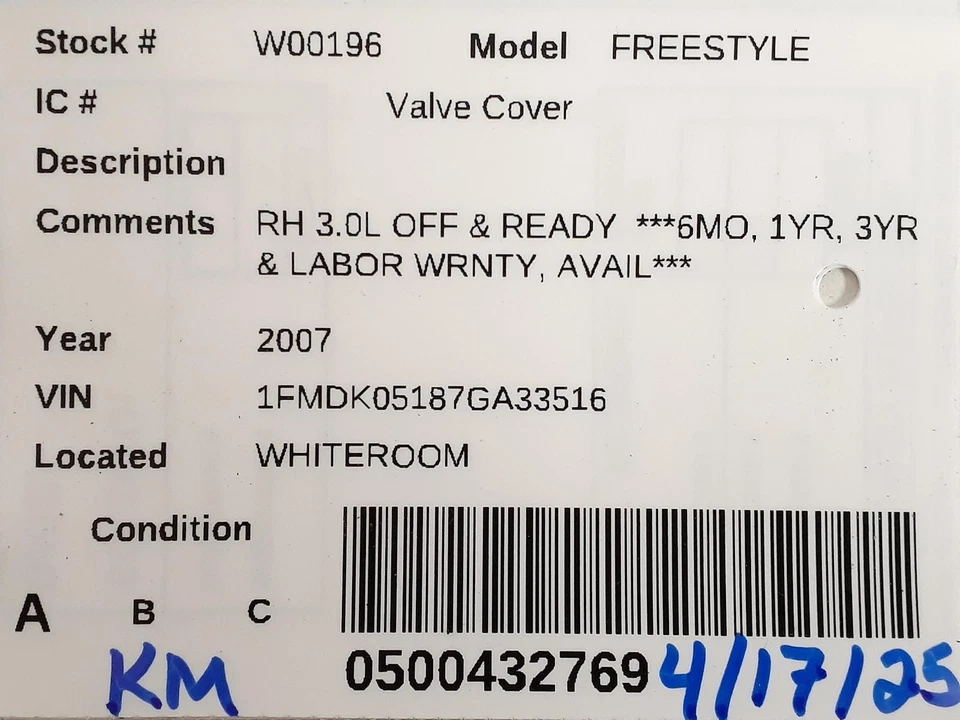 Stock # W00196 Model FREESTYLE
IC # Valve Cover
Description
Comments RH 3.0L OFF & READY ***6MO, 1YR, 3YR
& LABOR WRNTY, AVAIL***
Year 2007
VIN 1FMDK05187GA33516
Located WHITEROOM
Condition
A B C
0500432769
KM 4/17/25